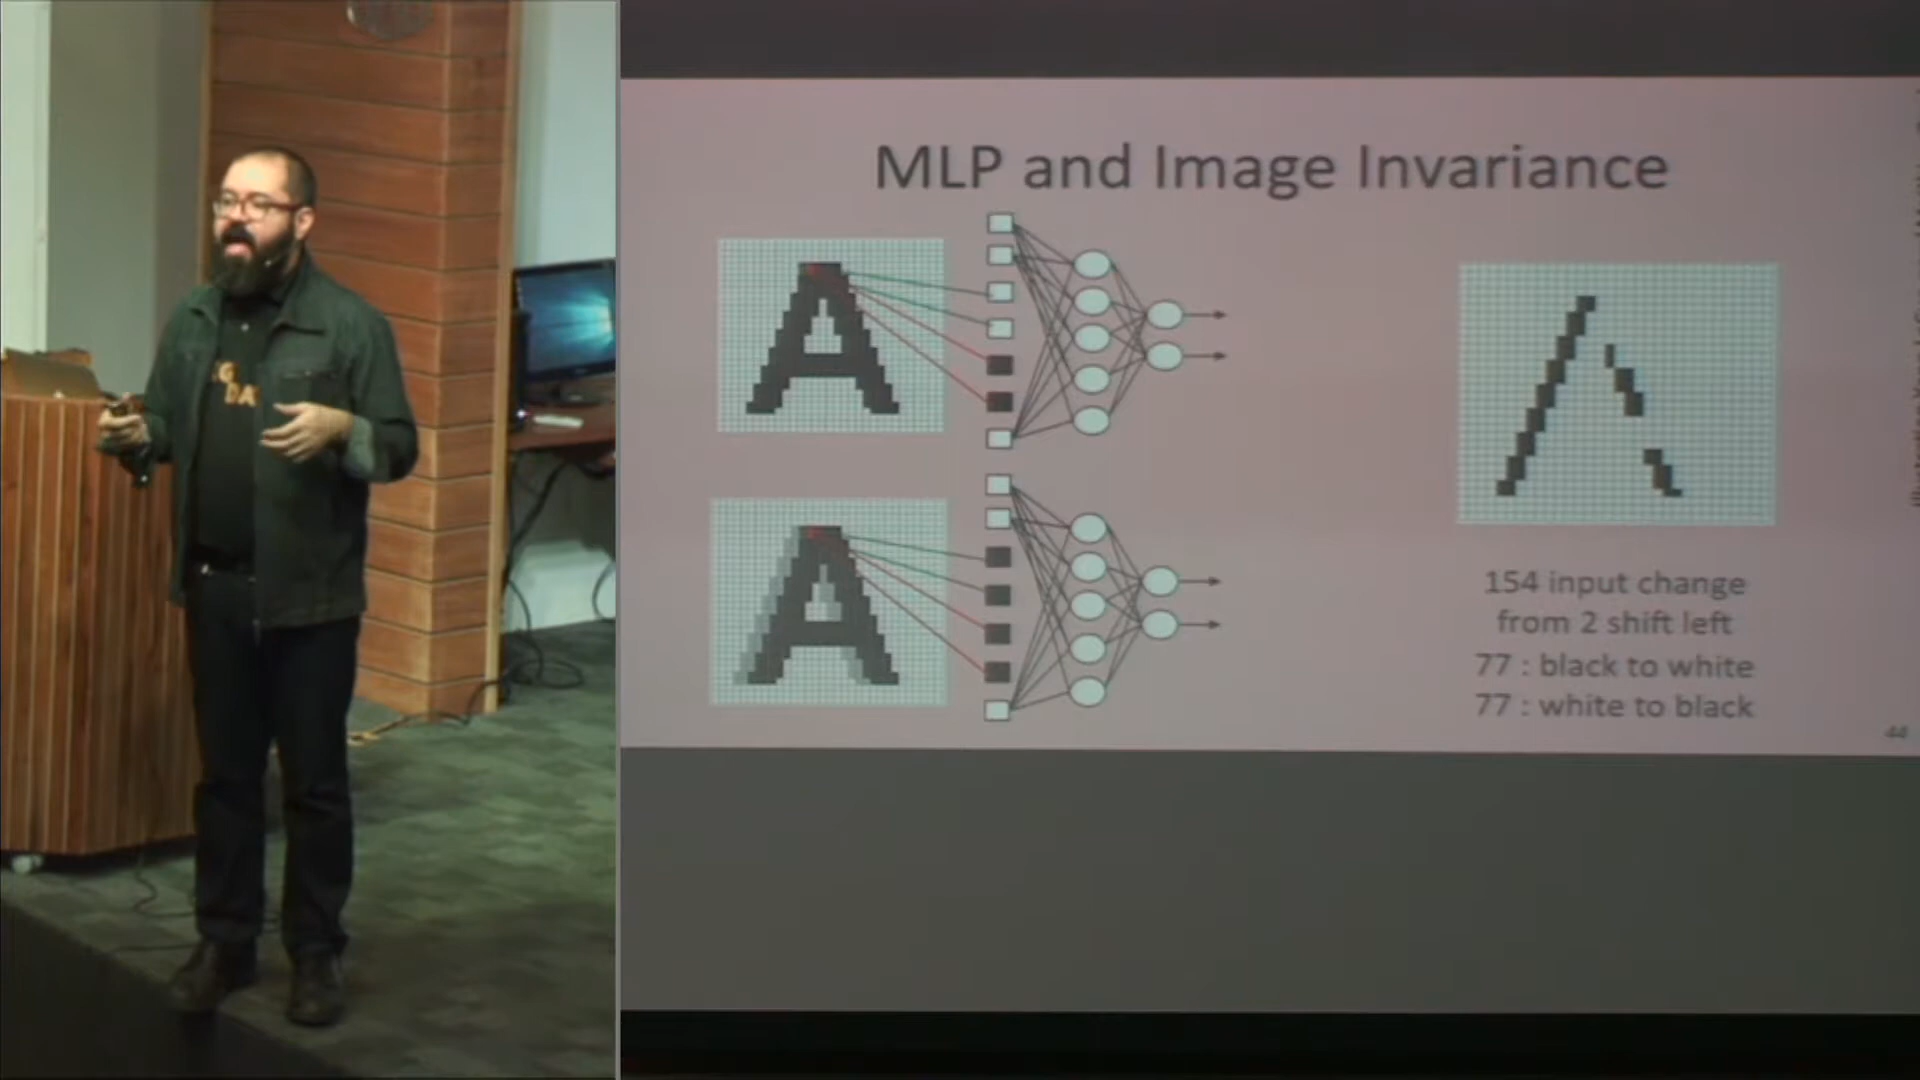 MLP and Image Invariance
A
A
154 input change
from 2 shift left
77 : black to white
77 : white to black
44